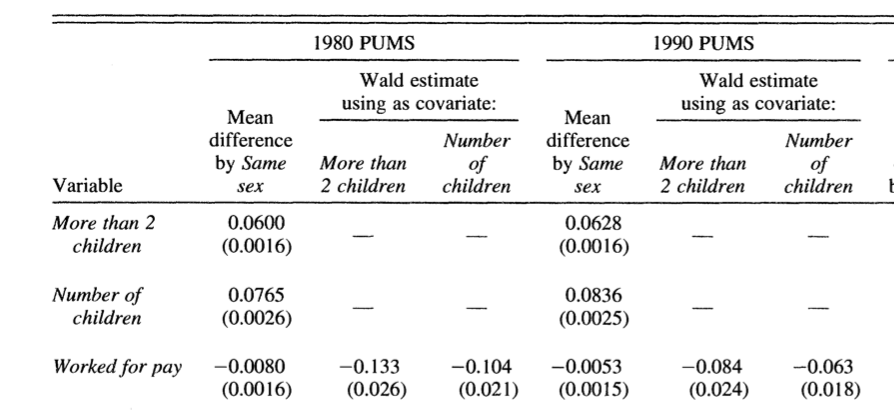 1980 PUMS 1990 PUMS
Wald estimate Wald estimate
using as covariate: using as covariate:
Mean Mean
difference Number difference Number
by Same More than of by Same More than of
Variable sex 2 children children sex 2 children children
More than 2 0.0600 — — 0.0628 — —
children (0.0016) (0.0016)
Number of 0.0765 — — 0.0836 — —
children (0.0026) (0.0025)
Worked for pay −0.0080 −0.133 −0.104 −0.0053 −0.084 −0.063
(0.0016) (0.026) (0.021) (0.0015) (0.024) (0.018)